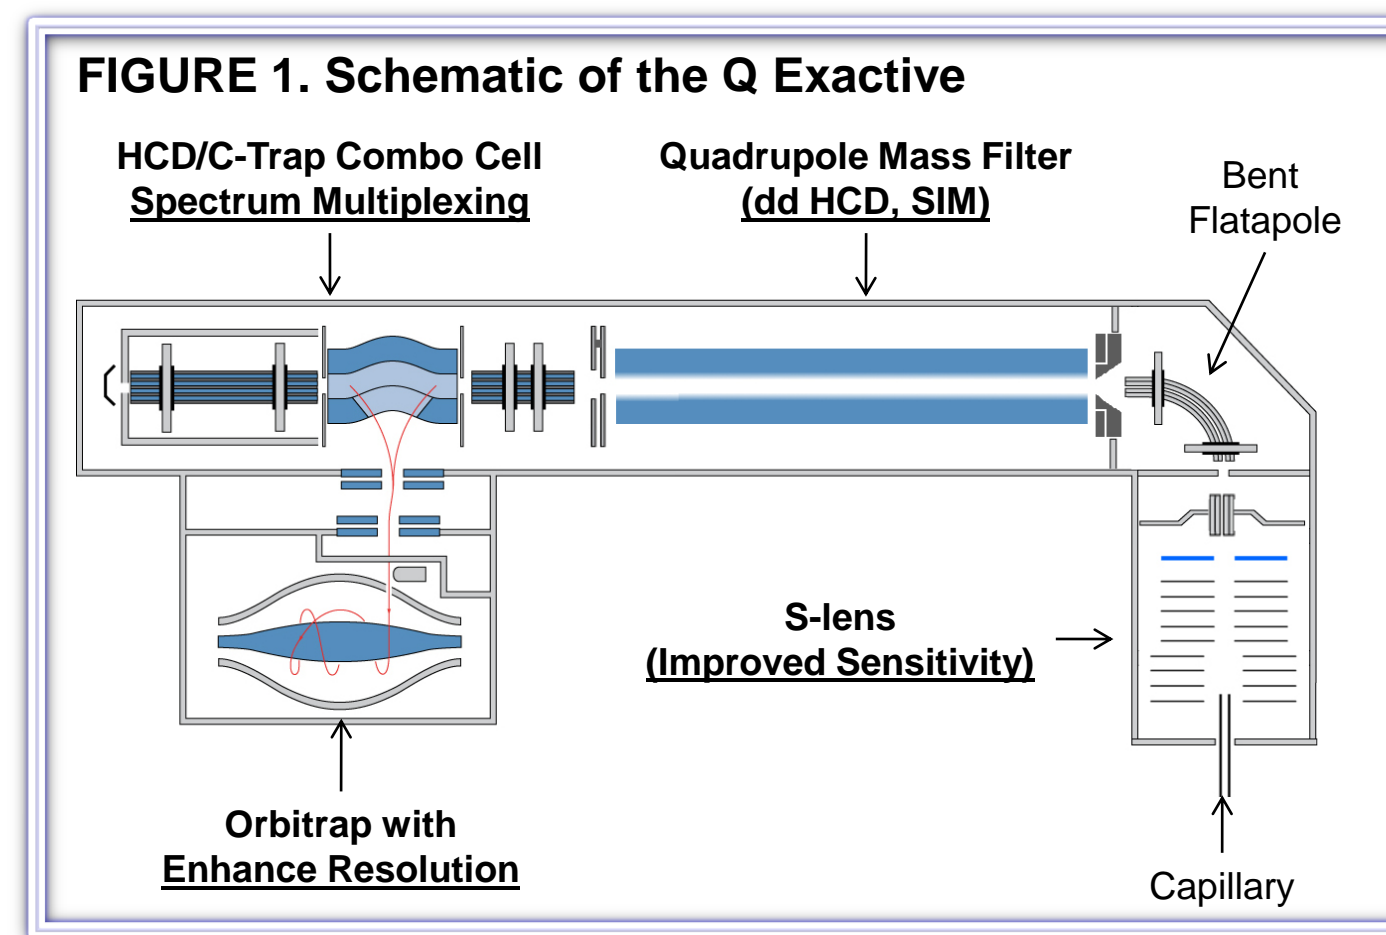 FIGURE 1. Schematic of the Q Exactive
HCD/C-Trap Combo Cell
Spectrum Multiplexing
Quadrupole Mass Filter
(dd HCD, SIM)
Bent
Flatapole
S-lens
(Improved Sensitivity)
Orbitrap with
Enhance Resolution
Capillary